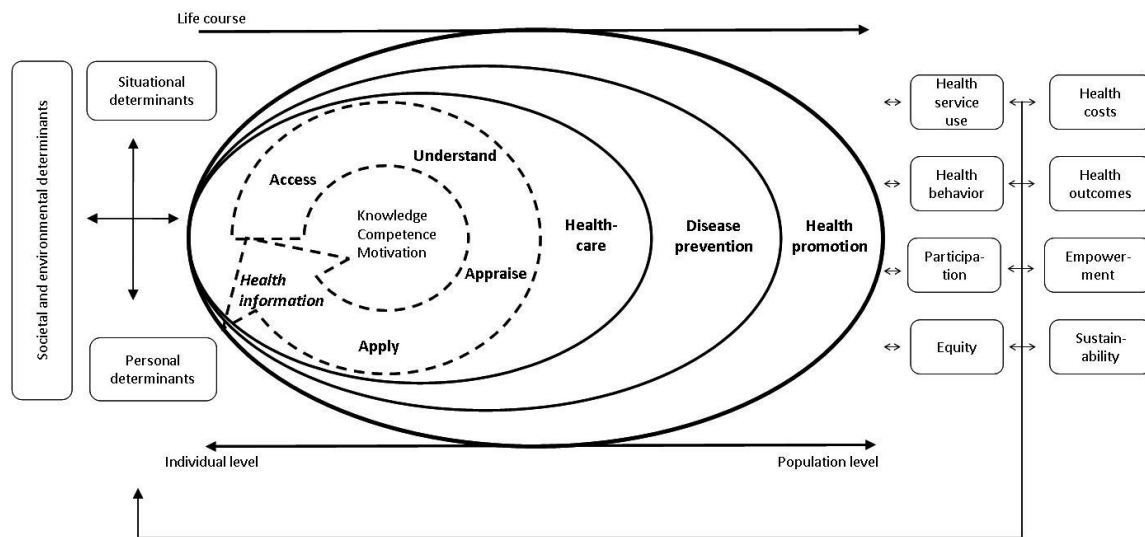 Life course
Societal and environmental determinants
Situational
determinants
Personal
determinants
Access
Understand
Knowledge
Competence
Motivation
Health
information
Appraise
Apply
Health-
care
Disease
prevention
Health
promotion
Individual level
Population level
Health
service
use
Health
costs
Health
behavior
Health
outcomes
Participa-
tion
Empower-
ment
Equity
Sustain-
ability